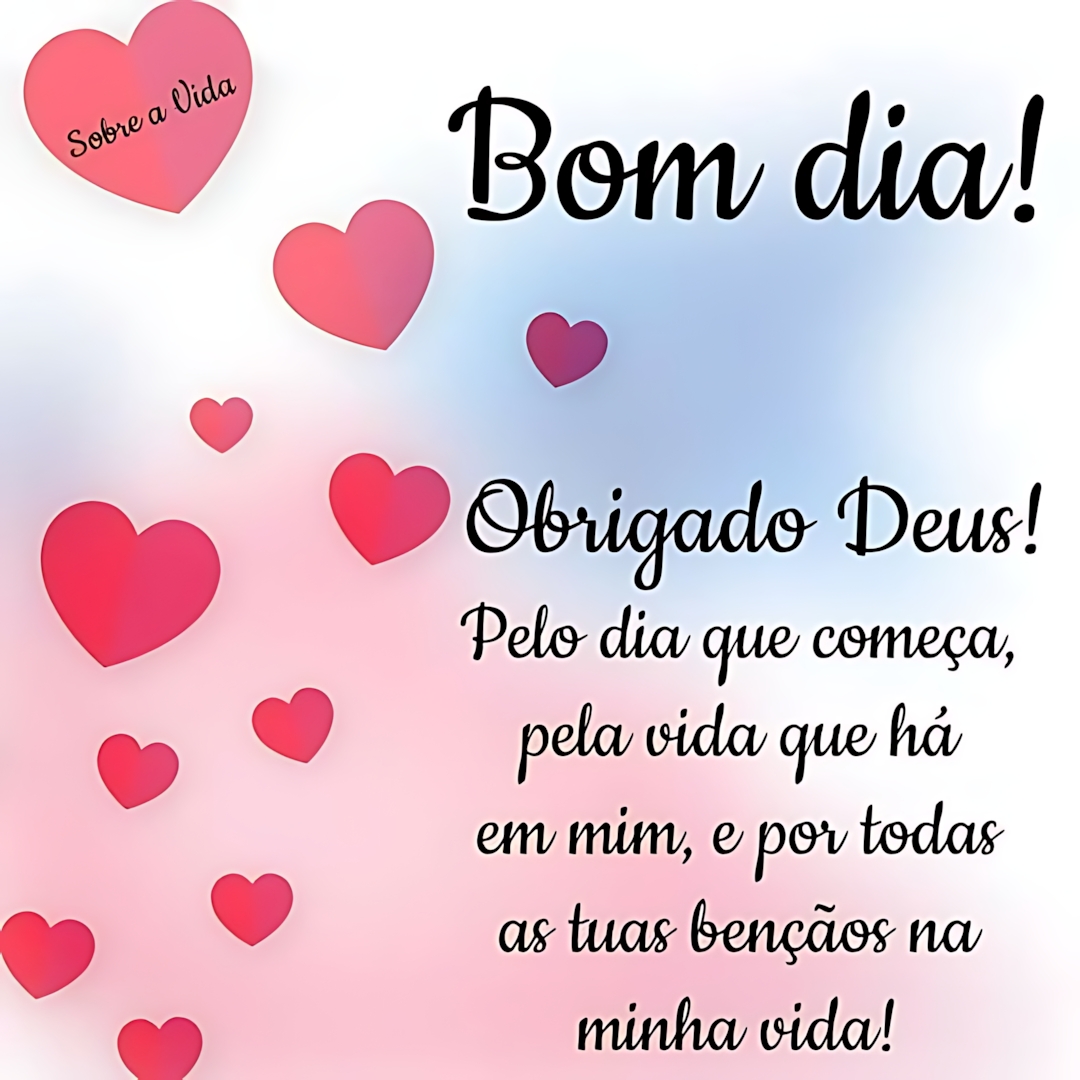 Sobre a Vida
Bom dia!
Obrigado Deus!
Pelo dia que começa,
pela vida que há
em mim, e por todas
as tuas bençãos na
minha vida!